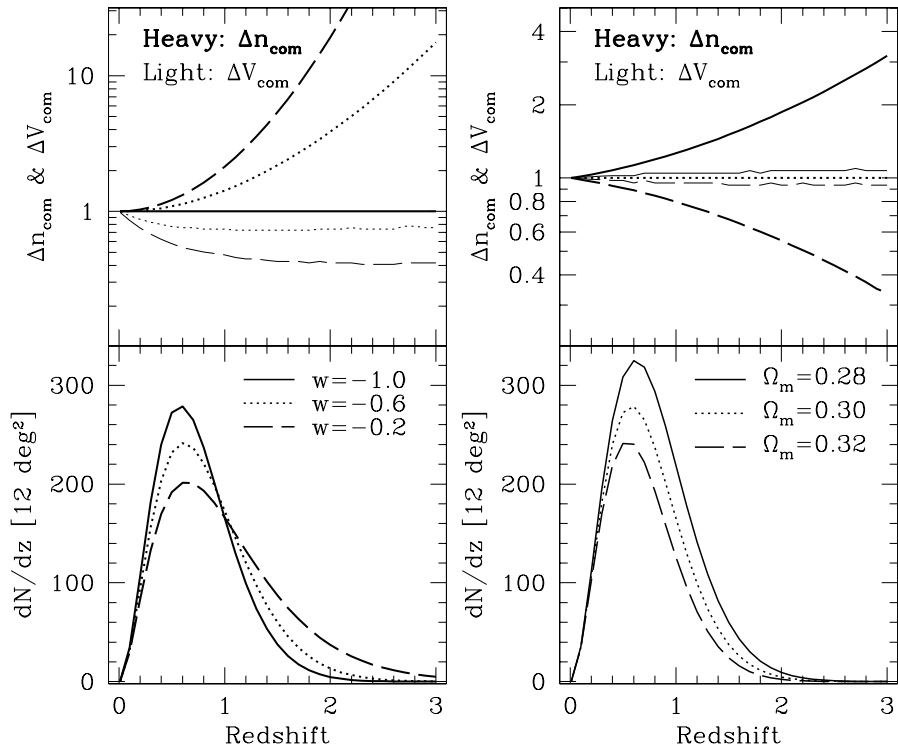 Heavy: Δn_com
Light: ΔV_com
10
1
Δn_com & ΔV_com
Heavy: Δn_com
Light: ΔV_com
4
2
1
0.8
0.6
0.4
Δn_com & ΔV_com
w=−1.0
w=−0.6
w=−0.2
300
200
100
0
dN/dz [12 deg²]
0 1 2 3
Redshift
Ω_m=0.28
Ω_m=0.30
Ω_m=0.32
300
200
100
0
dN/dz [12 deg²]
0 1 2 3
Redshift